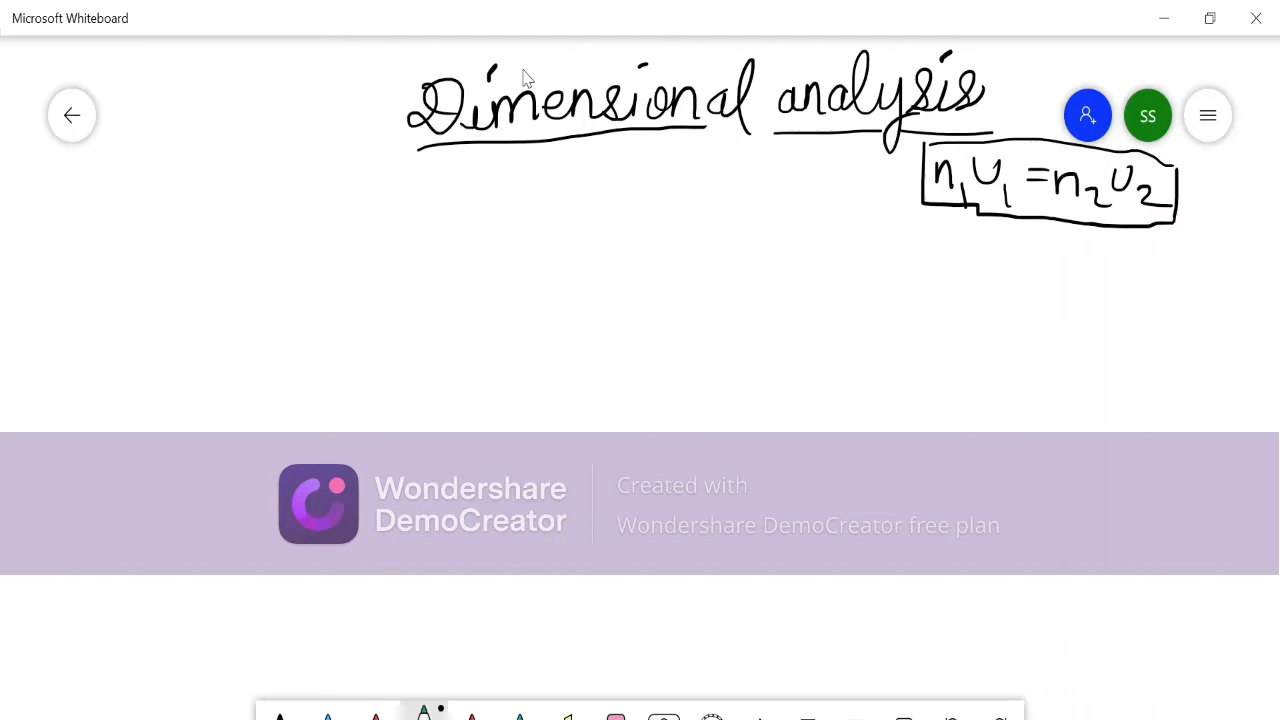 Microsoft Whiteboard
Dimensional analysis
SS
n₁u₁ = n₂u₂
Wondershare
DemoCreator
Created with
Wondershare DemoCreator free plan